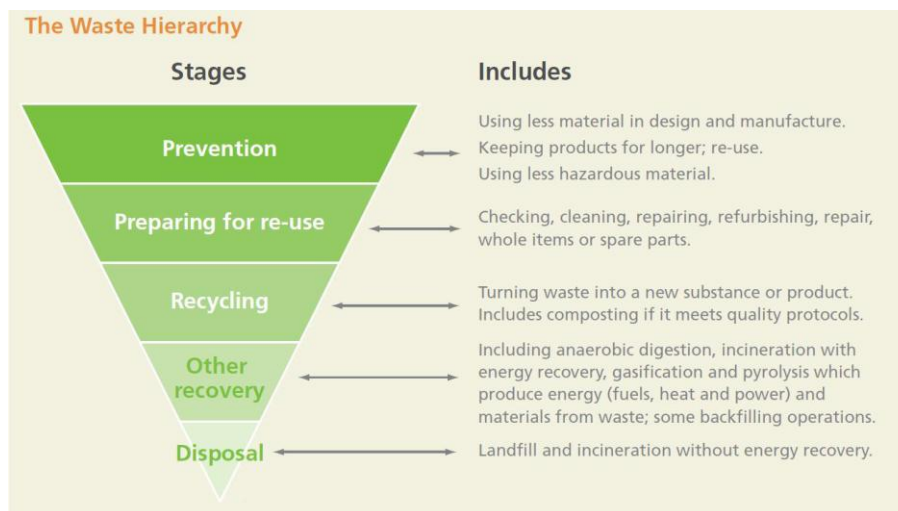 The Waste Hierarchy
Stages
Includes
Prevention
Using less material in design and manufacture.
Keeping products for longer; re-use.
Using less hazardous material.
Preparing for re-use
Checking, cleaning, repairing, refurbishing, repair,
whole items or spare parts.
Recycling
Turning waste into a new substance or product.
Includes composting if it meets quality protocols.
Other
recovery
Including anaerobic digestion, incineration with
energy recovery, gasification and pyrolysis which
produce energy (fuels, heat and power) and
materials from waste; some backfilling operations.
Disposal
Landfill and incineration without energy recovery.